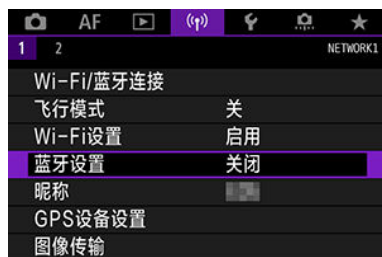 AF
1 2 NETWORK1
Wi-Fi/蓝牙连接
飞行模式 关
Wi-Fi设置 启用
蓝牙设置 关闭
昵称
GPS设备设置
图像传输